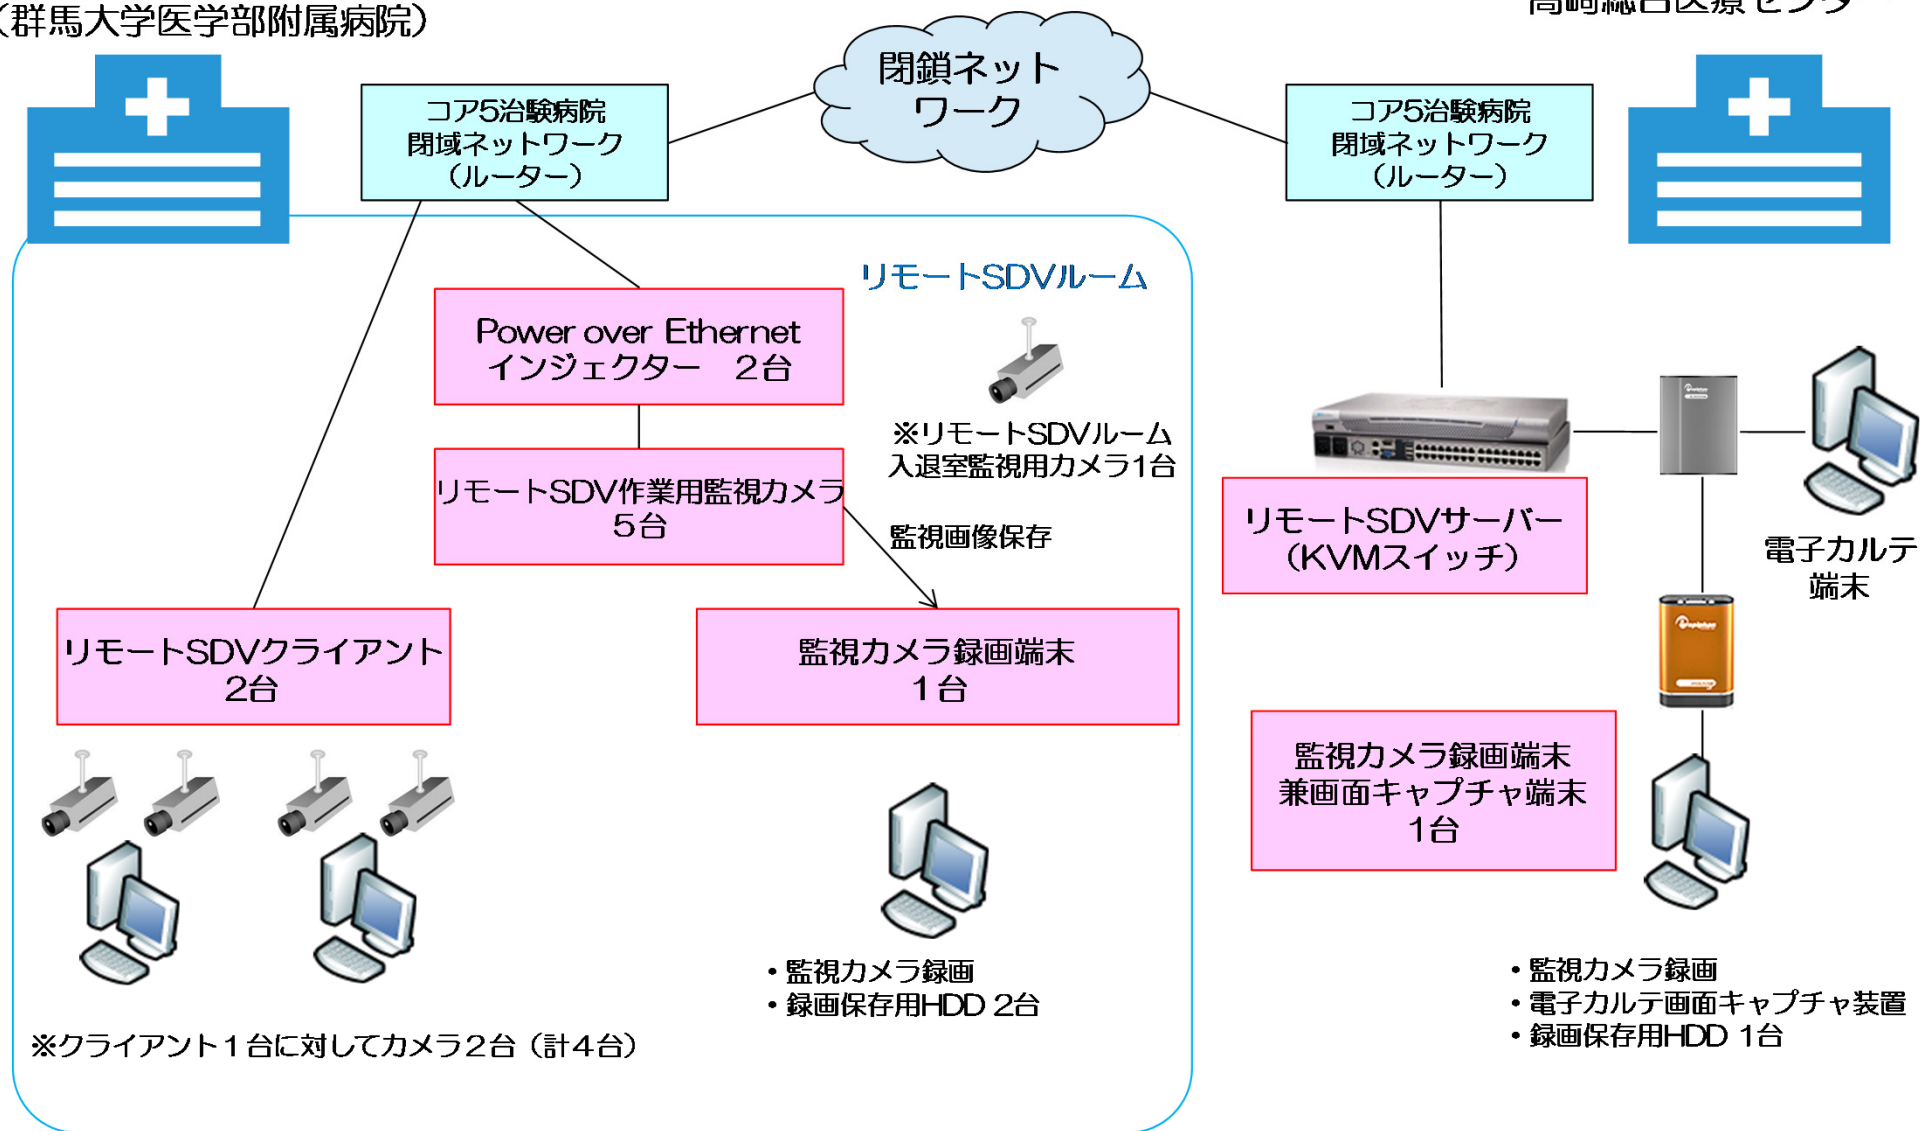 （群馬大学医学部附属病院）
高崎総合医療センター
閉鎖ネット
ワーク
コア5治験病院
閉域ネットワーク
（ルーター）
コア5治験病院
閉域ネットワーク
（ルーター）
リモートSDVルーム
Power over Ethernet
インジェクター　２台
※リモートSDVルーム
入退室監視用カメラ1台
リモートSDV作業用監視カメラ
５台
監視画像保存
リモートSDVサーバー
（KVMスイッチ）
電子カルテ
端末
リモートSDVクライアント
2台
監視カメラ録画端末
１台
監視カメラ録画端末
兼画面キャプチャ端末
1台
・監視カメラ録画
・録画保存用HDD 2台
・監視カメラ録画
・電子カルテ画面キャプチャ装置
・録画保存用HDD 1台
※クライアント１台に対してカメラ２台（計４台）